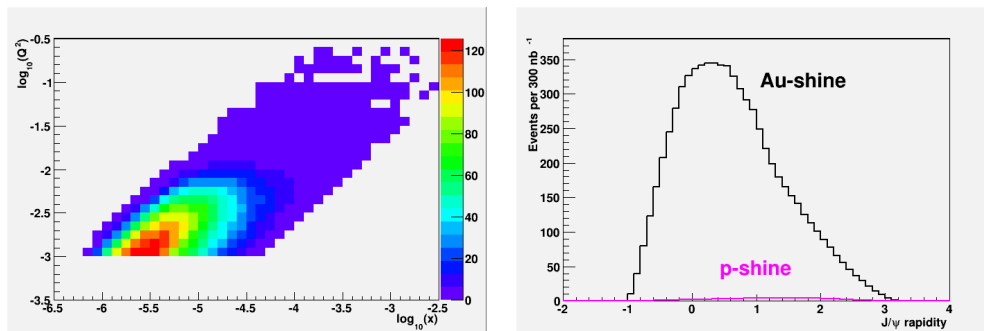 log₁₀(Q²)
-0.5
-1
-1.5
-2
-2.5
-3
-3.5
-6.5 -6 -5.5 -5 -4.5 -4 -3.5 -3 -2.5
log₁₀(x)
120
100
80
60
40
20
0
Events per 300 nb⁻¹
350
300
250
200
150
100
50
0
Au-shine
p-shine
-2 -1 0 1 2 3 4
J/ψ rapidity